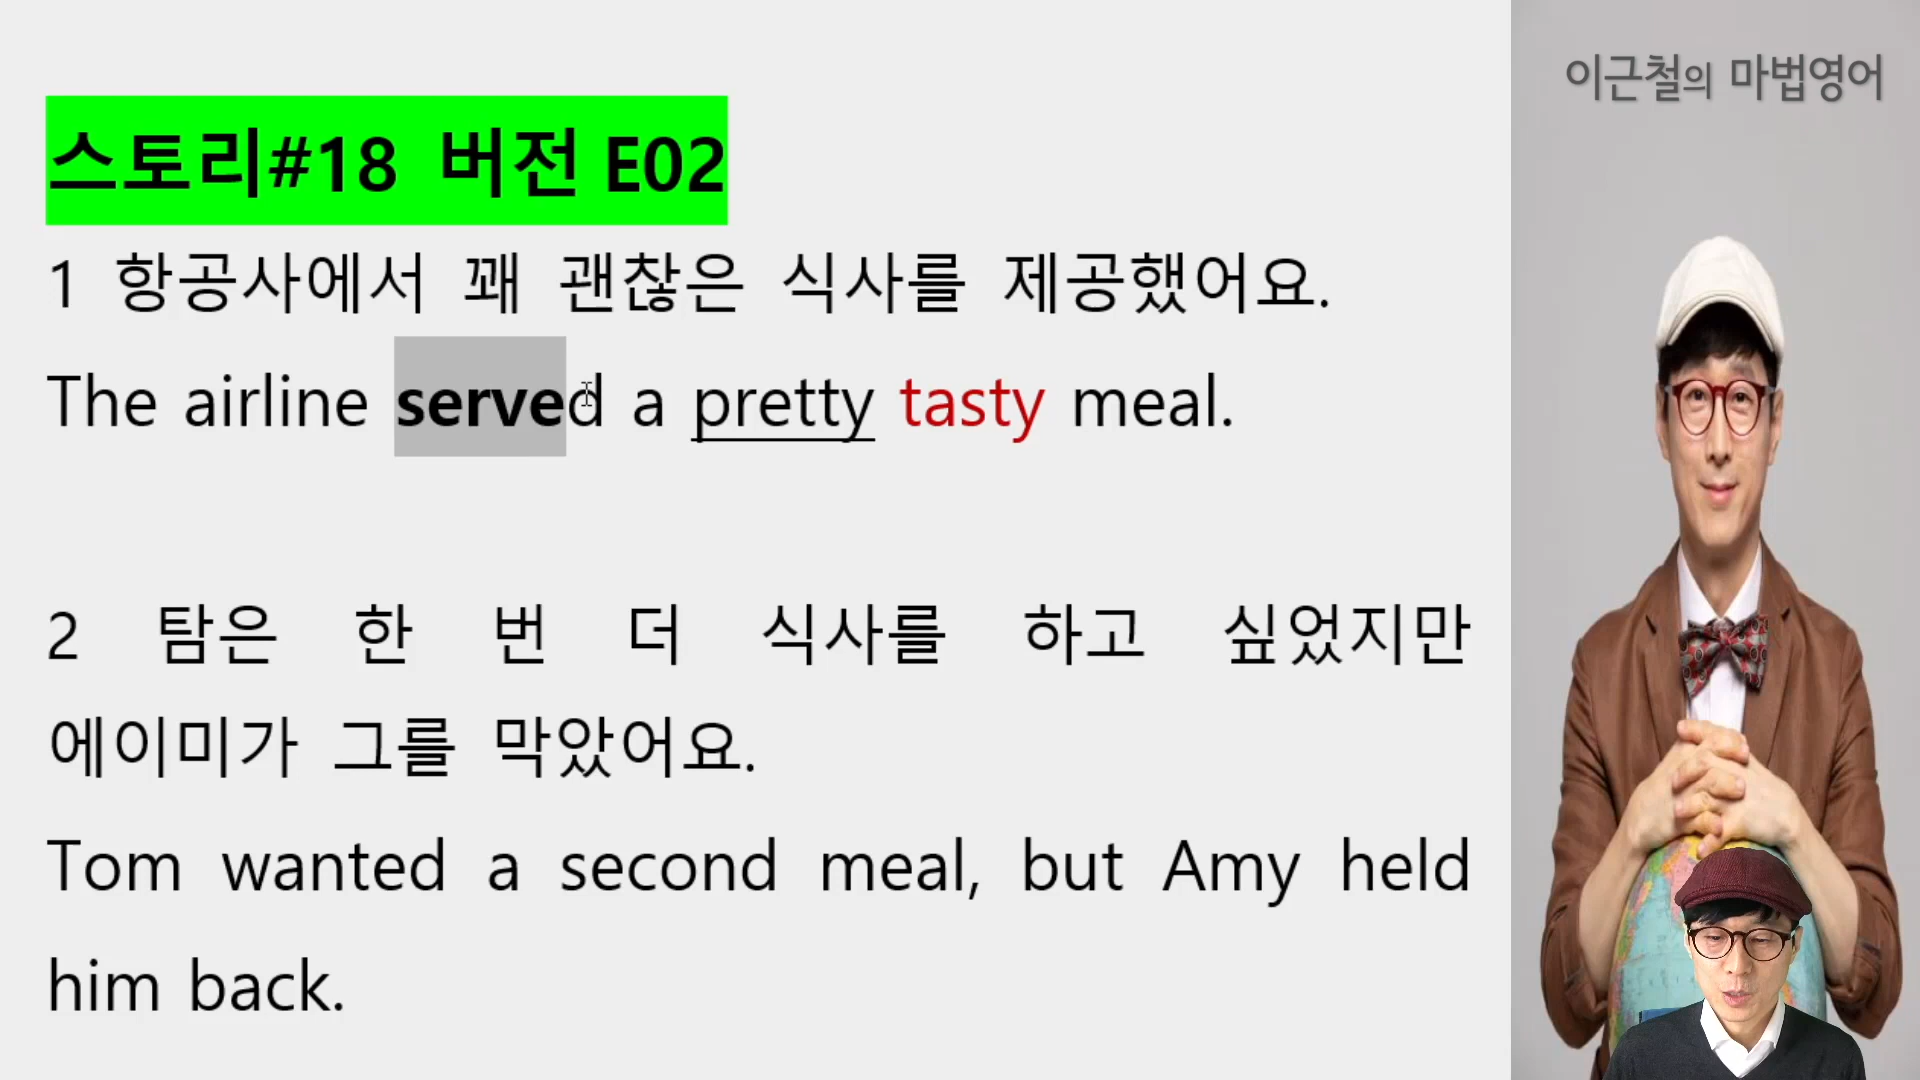 이근철의 마법영어
스토리#18 버전 E02
1 항공사에서 꽤 괜찮은 식사를 제공했어요.
The airline served a pretty tasty meal.
2 탐은 한 번 더 식사를 하고 싶었지만
에이미가 그를 막았어요.
Tom wanted a second meal, but Amy held
him back.